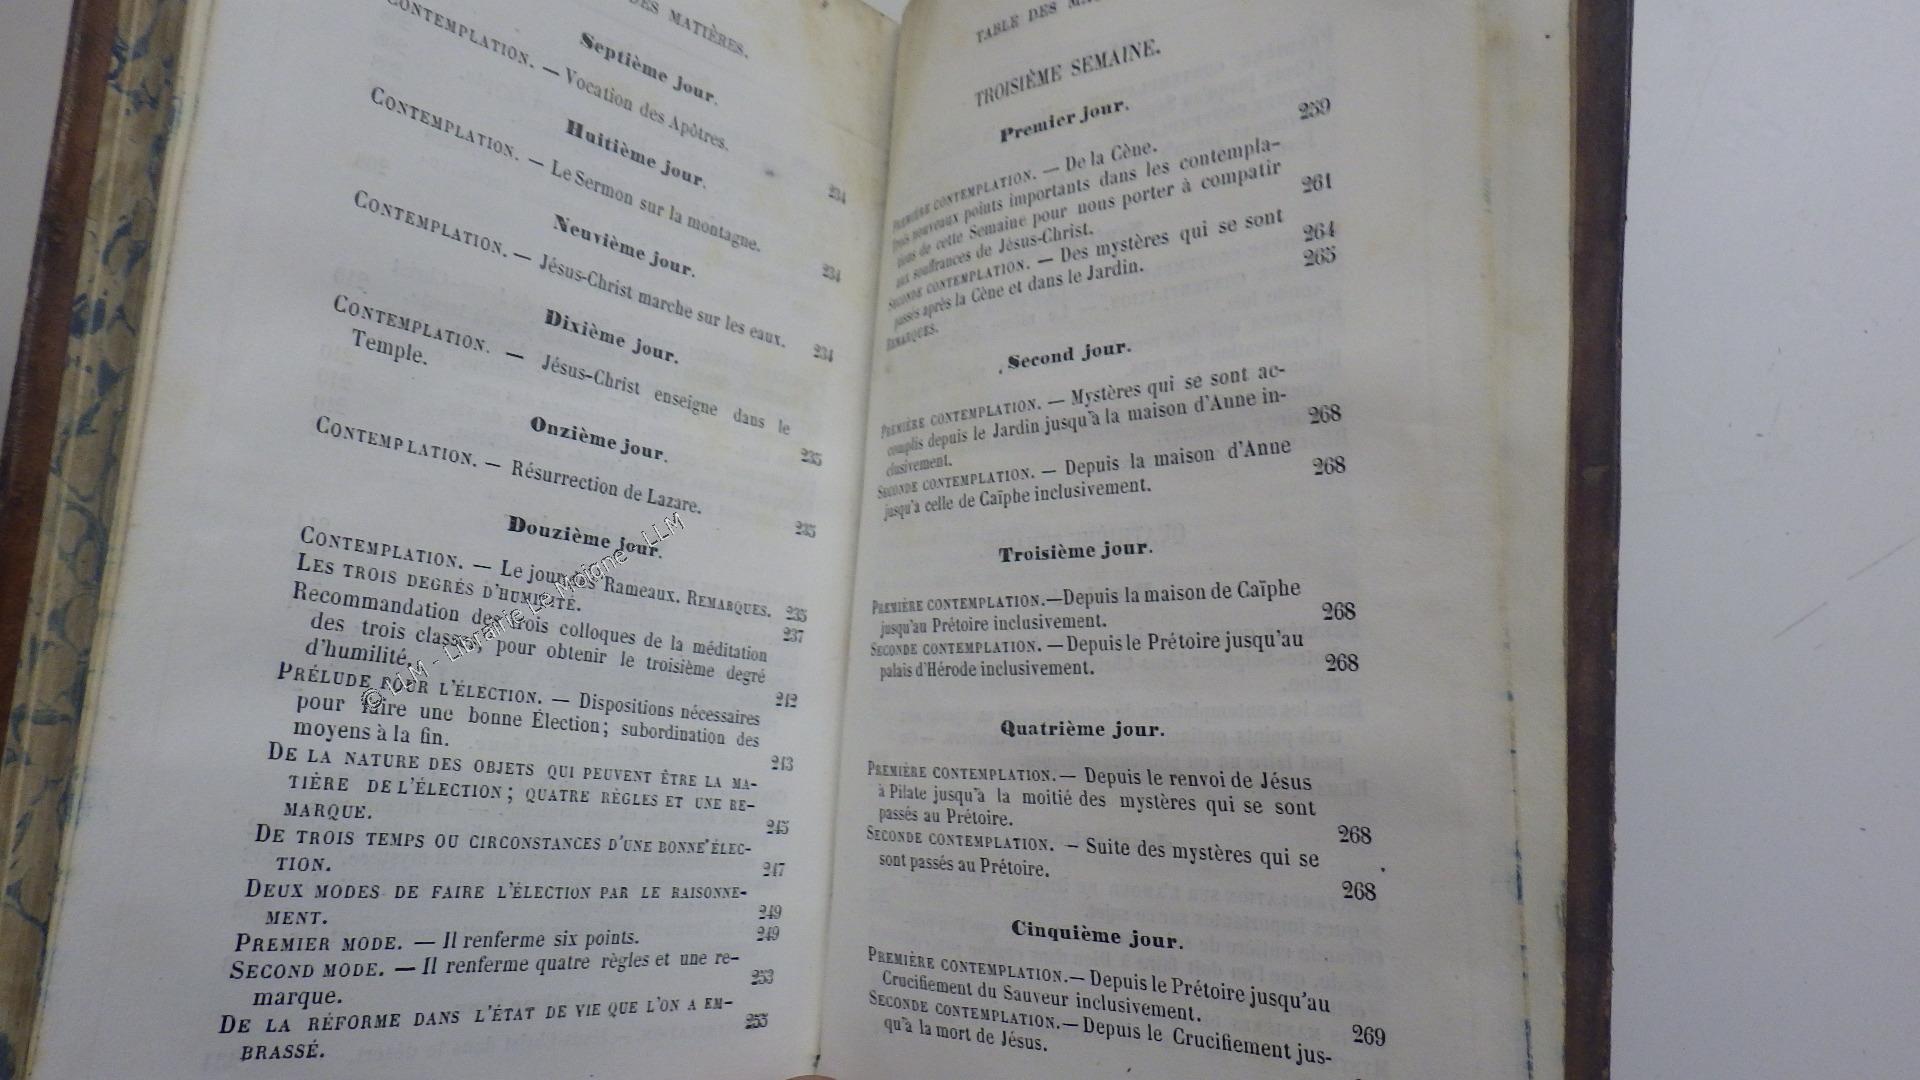 DES MATIÈRES.
Septième jour.
CONTEMPLATION. — Vocation des Apôtres.
234
Huitième jour.
CONTEMPLATION. — Le Sermon sur la montagne.
234
Neuvième jour.
CONTEMPLATION. — Jésus-Christ marche sur les eaux.
234
Dixième jour.
CONTEMPLATION. — Jésus-Christ enseigne dans le
Temple.
235
Onzième jour.
CONTEMPLATION. — Résurrection de Lazare.
235
Douzième jour.
CONTEMPLATION. — Le jour des Rameaux. REMARQUES. 235
LES TROIS DEGRÉS D'HUMILITÉ. 237
Recommandation des trois colloques de la méditation
des trois classes, pour obtenir le troisième degré
d'humilité. 242
PRÉLUDE POUR L'ÉLECTION. — Dispositions nécessaires
pour faire une bonne Élection; subordination des
moyens à la fin. 243
DE LA NATURE DES OBJETS QUI PEUVENT ÊTRE LA MA-
TIÈRE DE L'ÉLECTION; QUATRE RÈGLES ET UNE RE-
MARQUE. 245
DE TROIS TEMPS OU CIRCONSTANCES D'UNE BONNE ÉLEC-
TION. 247
DEUX MODES DE FAIRE L'ÉLECTION PAR LE RAISONNE-
MENT. 249
PREMIER MODE. — Il renferme six points. 249
SECOND MODE. — Il renferme quatre règles et une re-
marque. 253
DE LA RÉFORME DANS L'ÉTAT DE VIE QUE L'ON A EM-
BRASSÉ. 255
© LLM - Librairie Le Moigne - LLM
TABLE DES
TROISIÈME SEMAINE.
Premier jour.
PREMIÈRE CONTEMPLATION. — De la Cène. 259
Trois nouveaux points importants dans les contempla-
tions de cette Semaine pour nous porter à compatir
aux souffrances de Jésus-Christ. 261
SECONDE CONTEMPLATION. — Des mystères qui se sont
passés après la Cène et dans le Jardin. 264
REMARQUES. 265
Second jour.
PREMIÈRE CONTEMPLATION. — Mystères qui se sont ac-
complis depuis le Jardin jusqu'à la maison d'Anne in-
clusivement. 268
SECONDE CONTEMPLATION. — Depuis la maison d'Anne
jusqu'à celle de Caïphe inclusivement. 268
Troisième jour.
PREMIÈRE CONTEMPLATION.—Depuis la maison de Caïphe
jusqu'au Prétoire inclusivement. 268
SECONDE CONTEMPLATION. —Depuis le Prétoire jusqu'au
palais d'Hérode inclusivement. 268
Quatrième jour.
PREMIÈRE CONTEMPLATION.— Depuis le renvoi de Jésus
à Pilate jusqu'à la moitié des mystères qui se sont
passés au Prétoire. 268
SECONDE CONTEMPLATION. — Suite des mystères qui se
sont passés au Prétoire. 268
Cinquième jour.
PREMIÈRE CONTEMPLATION.— Depuis le Prétoire jusqu'au
Crucifiement du Sauveur inclusivement. 269
SECONDE CONTEMPLATION.— Depuis le Crucifiement jus-
qu'à la mort de Jésus.